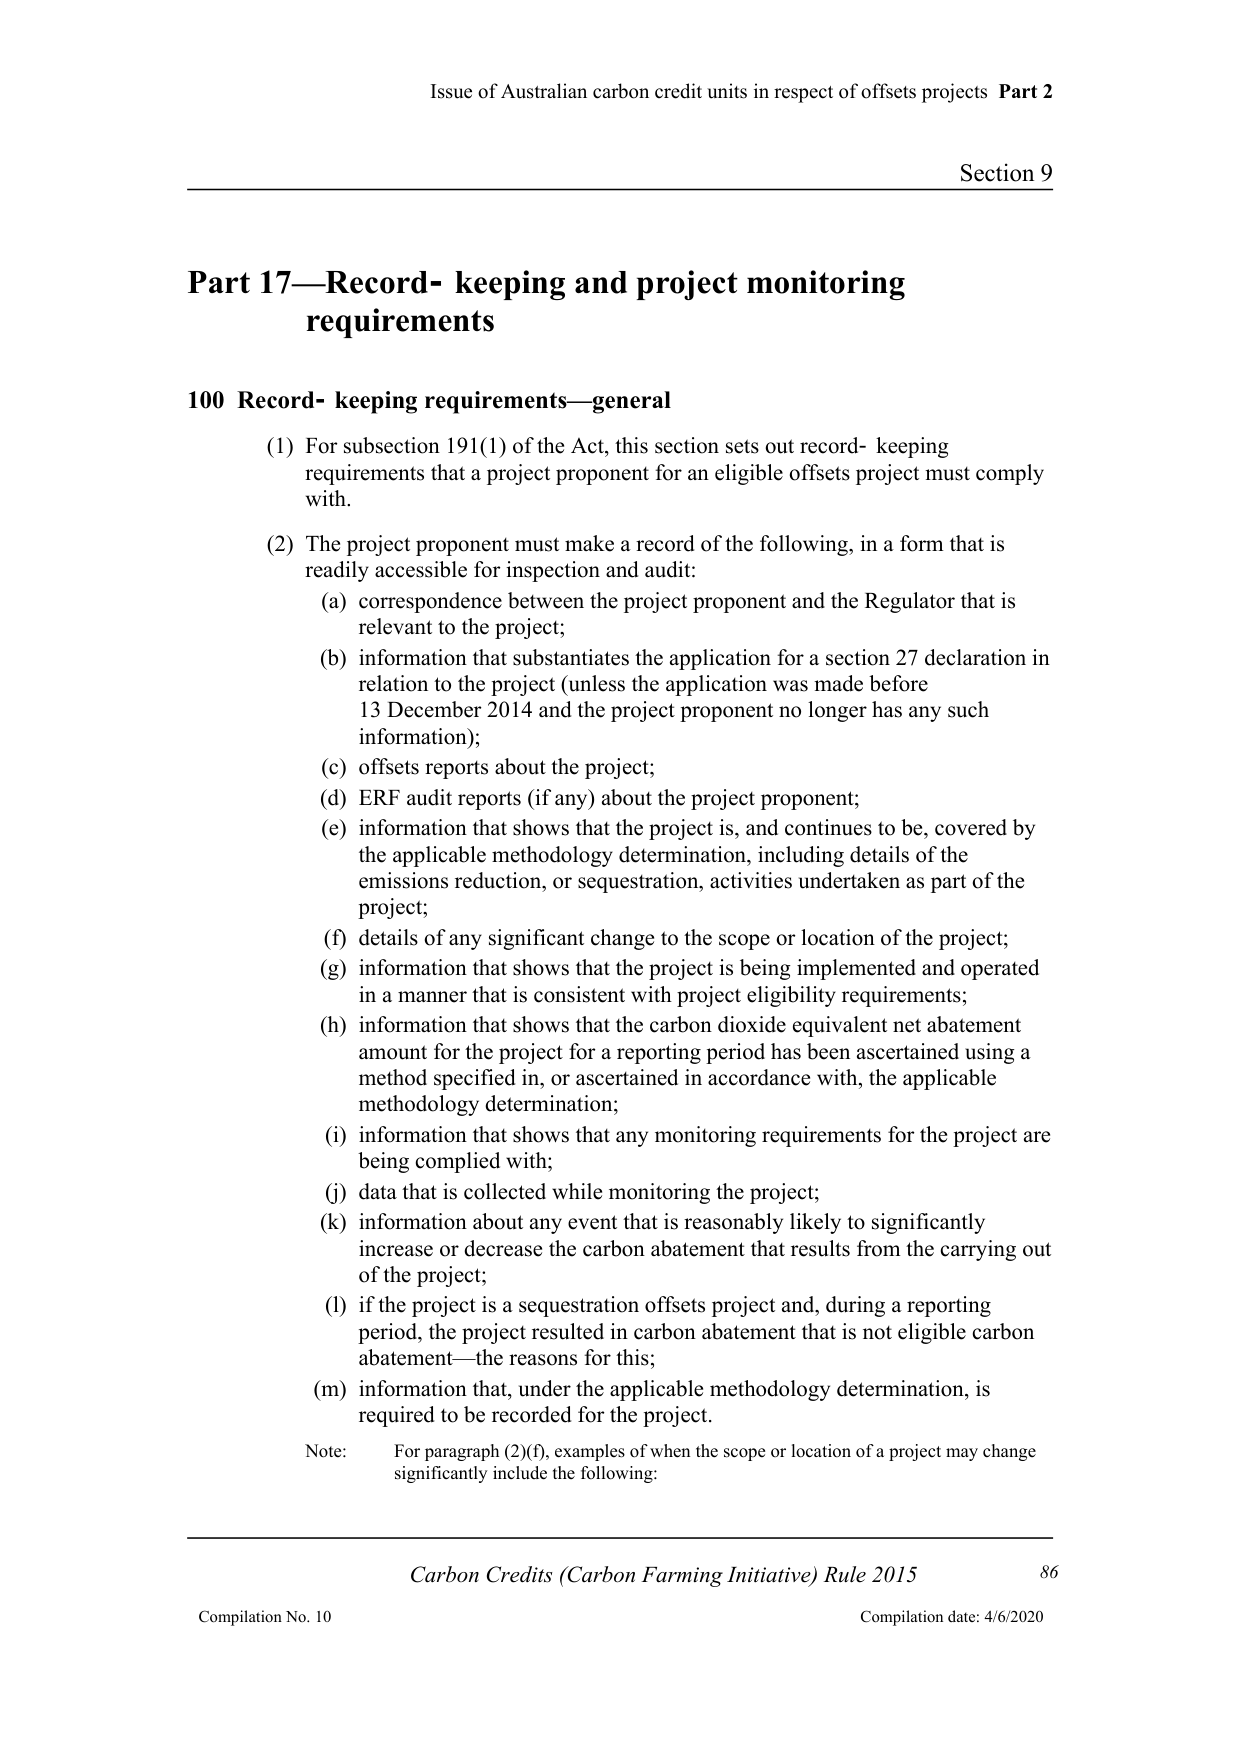 Issue of Australian carbon credit units in respect of offsets projects Part 2
Section 9
Part 17—Record- keeping and project monitoring
requirements
100 Record- keeping requirements—general
(1) For subsection 191(1) of the Act, this section sets out record- keeping
requirements that a project proponent for an eligible offsets project must comply
with.
(2) The project proponent must make a record of the following, in a form that is
readily accessible for inspection and audit:
(a) correspondence between the project proponent and the Regulator that is
relevant to the project;
(b) information that substantiates the application for a section 27 declaration in
relation to the project (unless the application was made before
13 December 2014 and the project proponent no longer has any such
information);
(c) offsets reports about the project;
(d) ERF audit reports (if any) about the project proponent;
(e) information that shows that the project is, and continues to be, covered by
the applicable methodology determination, including details of the
emissions reduction, or sequestration, activities undertaken as part of the
project;
(f) details of any significant change to the scope or location of the project;
(g) information that shows that the project is being implemented and operated
in a manner that is consistent with project eligibility requirements;
(h) information that shows that the carbon dioxide equivalent net abatement
amount for the project for a reporting period has been ascertained using a
method specified in, or ascertained in accordance with, the applicable
methodology determination;
(i) information that shows that any monitoring requirements for the project are
being complied with;
(j) data that is collected while monitoring the project;
(k) information about any event that is reasonably likely to significantly
increase or decrease the carbon abatement that results from the carrying out
of the project;
(l) if the project is a sequestration offsets project and, during a reporting
period, the project resulted in carbon abatement that is not eligible carbon
abatement—the reasons for this;
(m) information that, under the applicable methodology determination, is
required to be recorded for the project.
Note: For paragraph (2)(f), examples of when the scope or location of a project may change
significantly include the following:
Carbon Credits (Carbon Farming Initiative) Rule 2015 86
Compilation No. 10 Compilation date: 4/6/2020